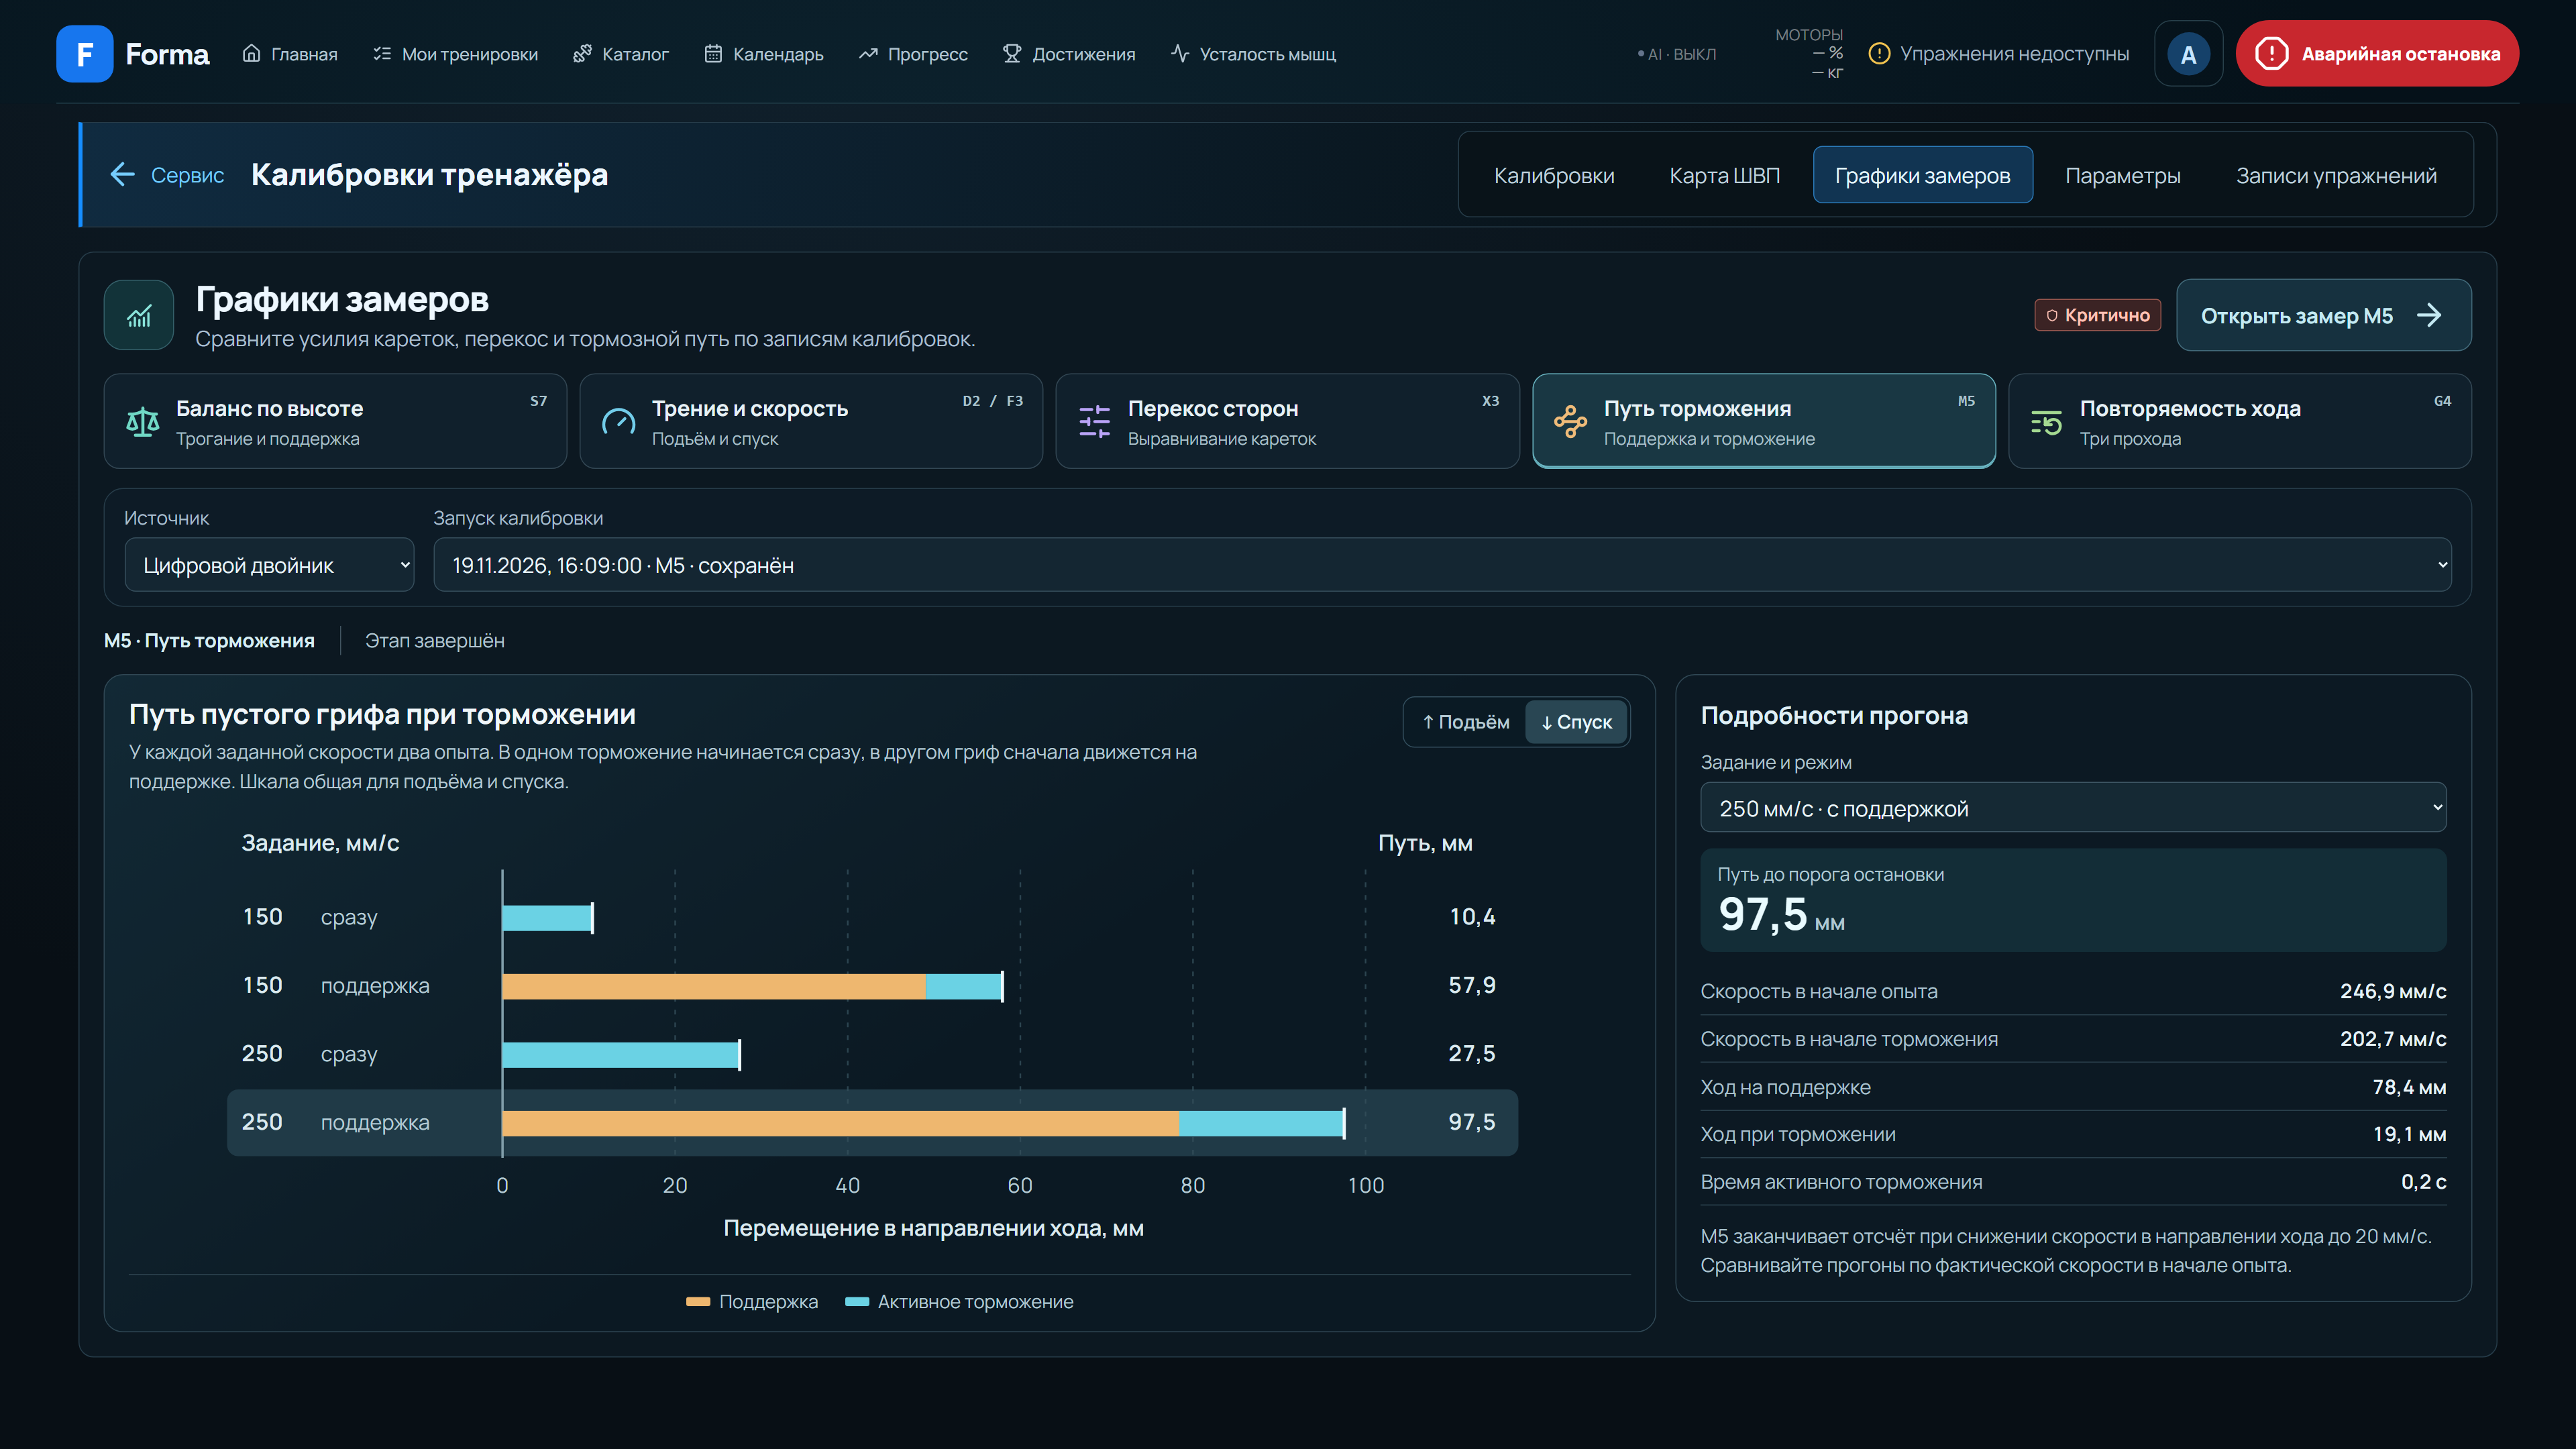 F Forma
Главная
Мои тренировки
Каталог
Календарь
Прогресс
Достижения
Усталость мышц
AI · ВЫКЛ
МОТОРЫ
— %
— кг
Упражнения недоступны
A
Аварийная остановка
Сервис
Калибровки тренажёра
Калибровки
Карта ШВП
Графики замеров
Параметры
Записи упражнений
Графики замеров
Сравните усилия кареток, перекос и тормозной путь по записям калибровок.
Критично
Открыть замер M5
Баланс по высоте
S7
Трогание и поддержка
Трение и скорость
D2 / F3
Подъём и спуск
Перекос сторон
X3
Выравнивание кареток
Путь торможения
M5
Поддержка и торможение
Повторяемость хода
G4
Три прохода
Источник
Цифровой двойник
Запуск калибровки
19.11.2026, 16:09:00 · M5 · сохранён
M5 · Путь торможения
Этап завершён
Путь пустого грифа при торможении
У каждой заданной скорости два опыта. В одном торможение начинается сразу, в другом гриф сначала движется на
поддержке. Шкала общая для подъёма и спуска.
↑ Подъём
↓ Спуск
Задание, мм/с
Путь, мм
150 сразу 10,4
150 поддержка 57,9
250 сразу 27,5
250 поддержка 97,5
0 20 40 60 80 100
Перемещение в направлении хода, мм
Поддержка
Активное торможение
Подробности прогона
Задание и режим
250 мм/с · с поддержкой
Путь до порога остановки
97,5 мм
Скорость в начале опыта 246,9 мм/с
Скорость в начале торможения 202,7 мм/с
Ход на поддержке 78,4 мм
Ход при торможении 19,1 мм
Время активного торможения 0,2 с
M5 заканчивает отсчёт при снижении скорости в направлении хода до 20 мм/с.
Сравнивайте прогоны по фактической скорости в начале опыта.